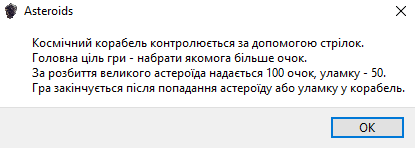 Asteroids
Космічний корабель контролюється за допомогою стрілок.
Головна ціль гри - набрати якомога більше очок.
За розбиття великого астероїда надається 100 очок, уламку - 50.
Гра закінчується після попадання астероїду або уламку у корабель.
OK